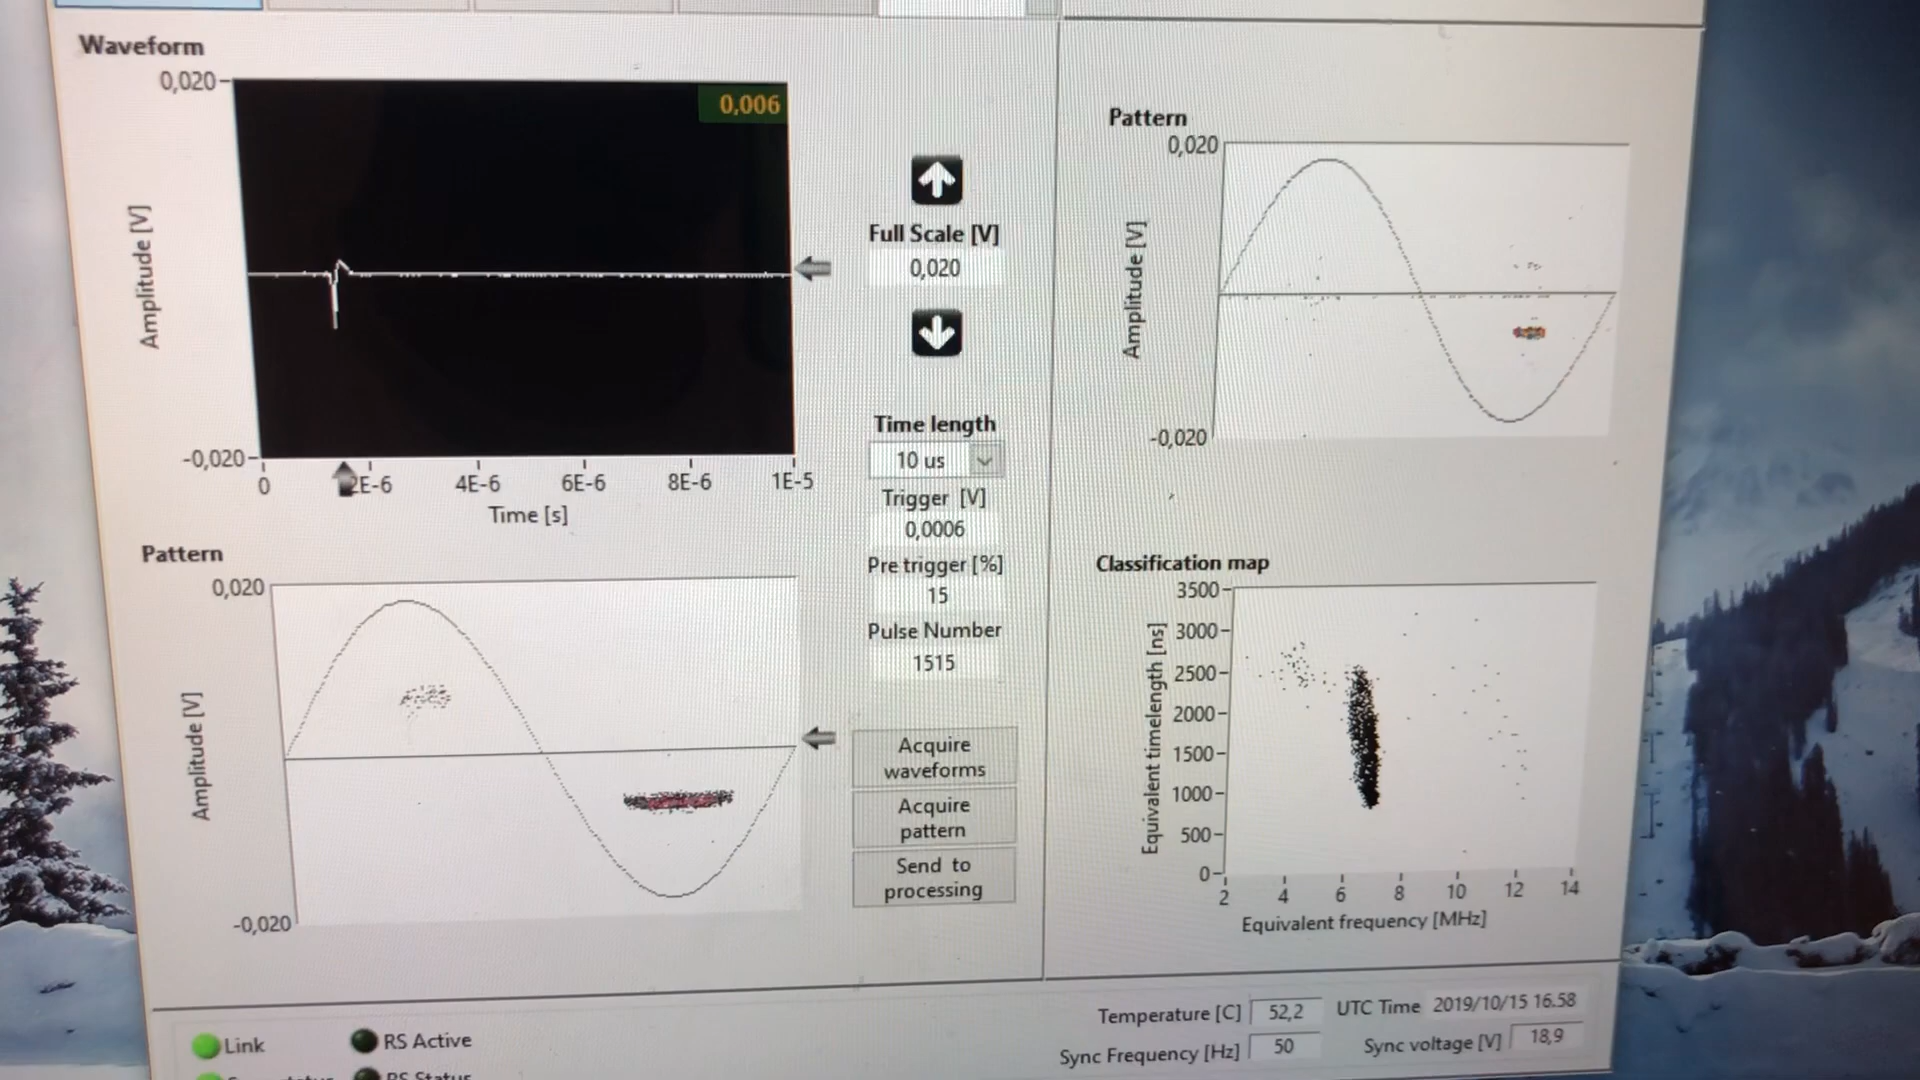 Waveform
0,020
0,006
Amplitude [V]
-0,020
0
2E-6
4E-6
6E-6
8E-6
1E-5
Time [s]
Full Scale [V]
0,020
Time length
10 us
Trigger [V]
0,0006
Pre trigger [%]
15
Pulse Number
1515
Acquire
waveforms
Acquire
pattern
Send to
processing
Pattern
0,020
Amplitude [V]
-0,020
Pattern
0,020
Amplitude [V]
-0,020
Classification map
3500
3000
2500
2000
1500
1000
500
0
Equivalent timelength [ns]
2
4
6
8
10
12
14
Equivalent frequency [MHz]
Temperature [C] 52,2
UTC Time 2019/10/15 16.58
Sync Frequency [Hz] 50
Sync voltage [V] 18,9
Link
RS Active
RS Status